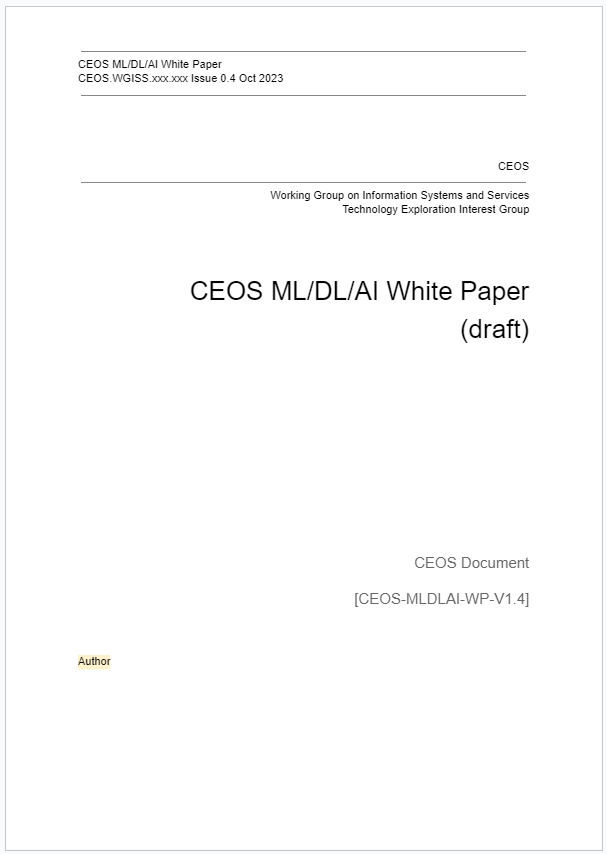 CEOS ML/DL/AI White Paper
CEOS.WGISS.xxx.xxx Issue 0.4 Oct 2023
CEOS
Working Group on Information Systems and Services
Technology Exploration Interest Group
CEOS ML/DL/AI White Paper
(draft)
CEOS Document
[CEOS-MLDLAI-WP-V1.4]
Author